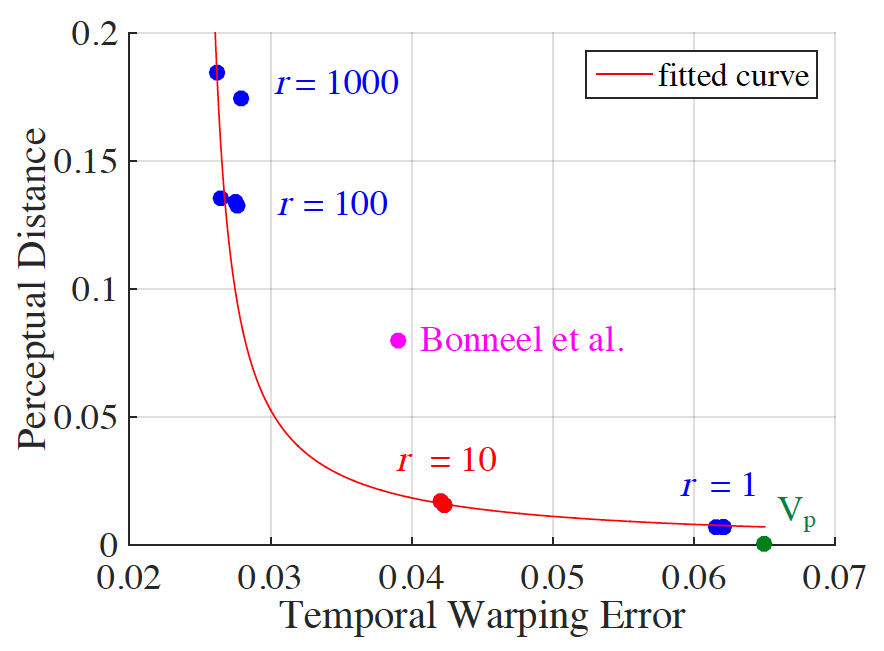 0.2
fitted curve
r = 1000
0.15
r = 100
0.1
Bonneel et al.
0.05
r = 10
r = 1
Vp
0
0.02 0.03 0.04 0.05 0.06 0.07
Temporal Warping Error
Perceptual Distance